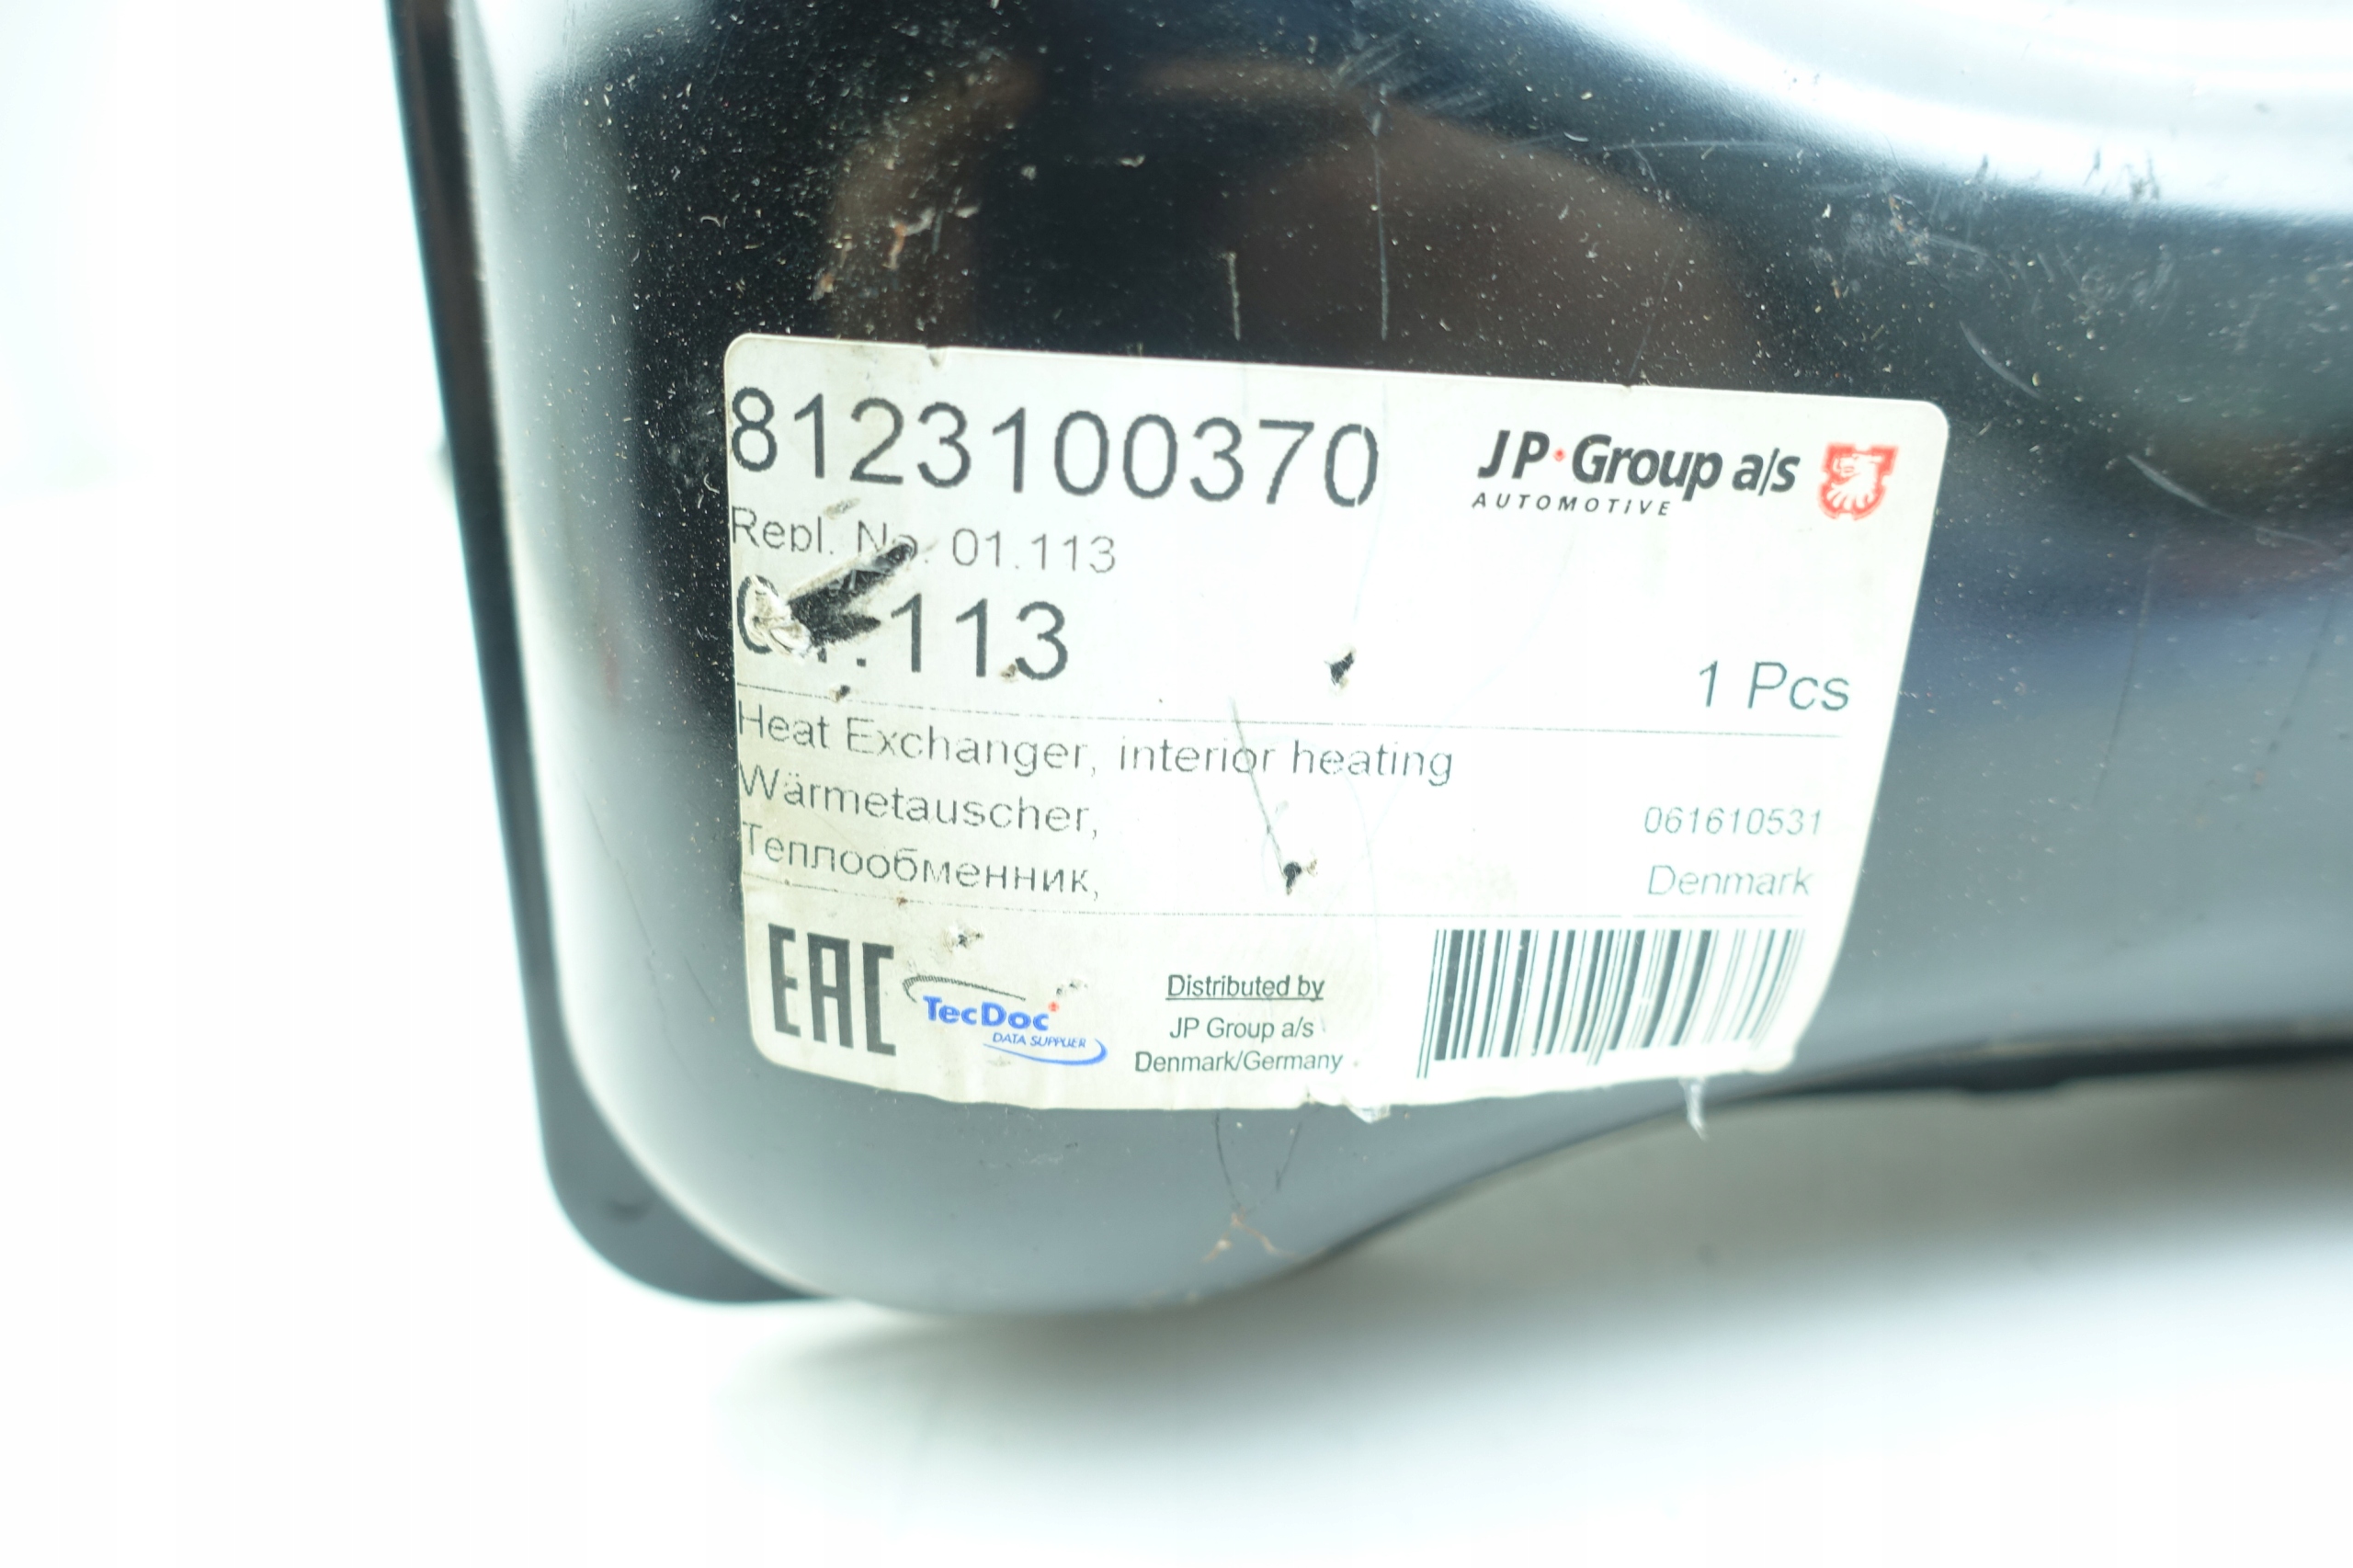 8123100370
JP Group a/s
AUTOMOTIVE
Repl. No. 01.113
01.113
1 Pcs
Heat Exchanger, interior heating
Wärmetauscher,
061610531
Теплообменник,
Denmark
EAC
TecDoc
DATA SUPPLIER
Distributed by
JP Group a/s
Denmark/Germany